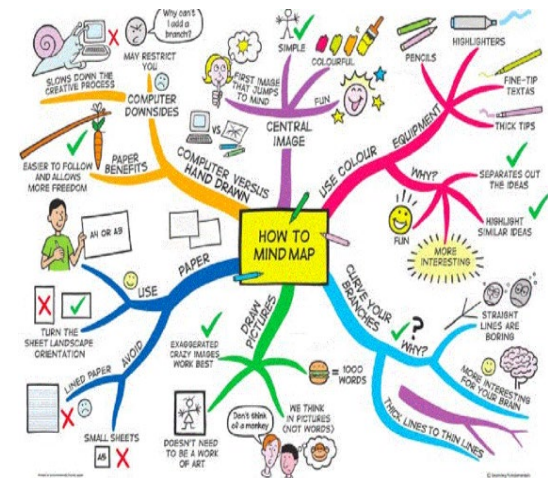 HOW TO
MIND MAP
CENTRAL
IMAGE
FIRST IMAGE
THAT JUMPS
TO MIND
SIMPLE
COLOURFUL
FUN
VS
USE COLOUR
EQUIPMENT
PENCILS
HIGHLIGHTERS
FINE-TIP
TEXTAS
THICK TIPS
WHY?
SEPARATES OUT
THE IDEAS
HIGHLIGHT
SIMILAR IDEAS
MORE
INTERESTING
FUN
CURVE YOUR
BRANCHES
?
WHY?
STRAIGHT
LINES ARE
BORING
MORE INTERESTING
FOR YOUR BRAIN
THICK LINES TO THIN LINES
DRAW
PICTURES
= 1000
WORDS
WE THINK
IN PICTURES
(NOT WORDS)
Don't think
of a monkey
DOESN'T NEED
TO BE A WORK
OF ART
EXAGGERATED
CRAZY IMAGES
WORK BEST
PAPER
USE
A4 OR A3
TURN THE
SHEET LANDSCAPE
ORIENTATION
AVOID
LINED PAPER
SMALL SHEETS
A5
COMPUTER VERSUS
HAND DRAWN
PAPER
BENEFITS
EASIER TO FOLLOW
AND ALLOWS
MORE FREEDOM
COMPUTER
DOWNSIDES
SLOWS DOWN THE
CREATIVE PROCESS
MAY RESTRICT
YOU
Why can't
I add a
branch?